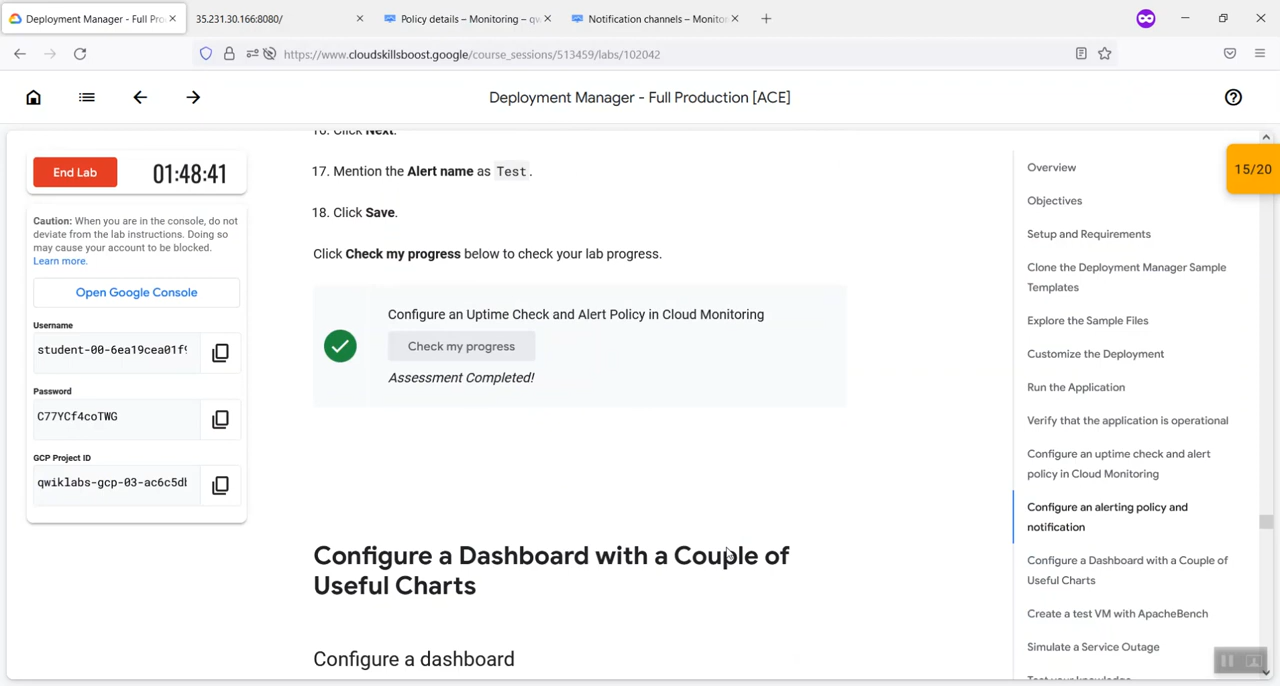 Deployment Manager - Full Pro
35.231.30.166:8080/
Policy details – Monitoring – qw
Notification channels – Monitor
https://www.cloudskillsboost.google/course_sessions/513459/labs/102042
Deployment Manager - Full Production [ACE]
End Lab
01:48:41
Caution: When you are in the console, do not
deviate from the lab instructions. Doing so
may cause your account to be blocked.
Learn more.
Open Google Console
Username
student-00-6ea19cea01f9
Password
C77YCf4coTWG
GCP Project ID
qwiklabs-gcp-03-ac6c5db
16. Click Next.
17. Mention the Alert name as Test.
18. Click Save.
Click Check my progress below to check your lab progress.
Configure an Uptime Check and Alert Policy in Cloud Monitoring
Check my progress
Assessment Completed!
Configure a Dashboard with a Couple of
Useful Charts
Configure a dashboard
15/20
Overview
Objectives
Setup and Requirements
Clone the Deployment Manager Sample
Templates
Explore the Sample Files
Customize the Deployment
Run the Application
Verify that the application is operational
Configure an uptime check and alert
policy in Cloud Monitoring
Configure an alerting policy and
notification
Configure a Dashboard with a Couple of
Useful Charts
Create a test VM with ApacheBench
Simulate a Service Outage
Test your knowledge